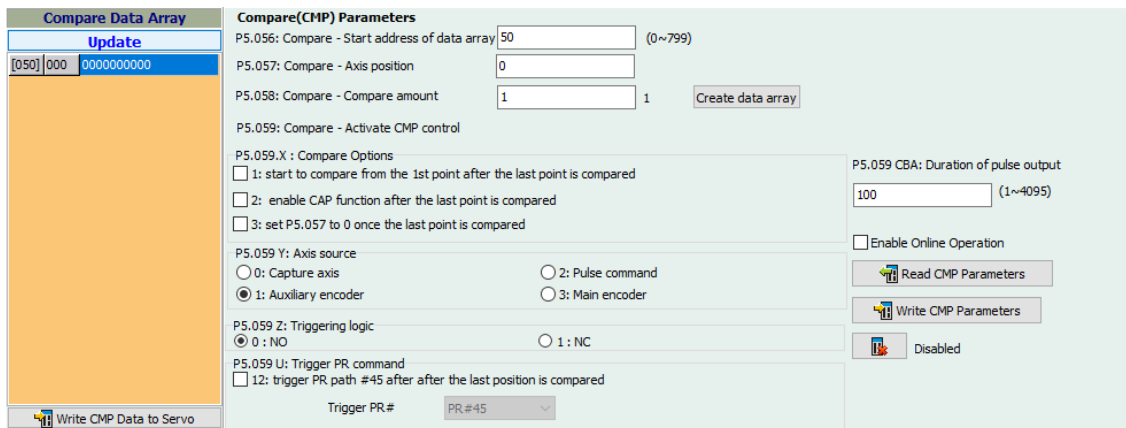 Compare Data Array
Update
[050] 000 0000000000
Write CMP Data to Servo
Compare(CMP) Parameters
P5.056: Compare - Start address of data array 50 (0~799)
P5.057: Compare - Axis position 0
P5.058: Compare - Compare amount 1 1 Create data array
P5.059: Compare - Activate CMP control
P5.059.X : Compare Options
1: start to compare from the 1st point after the last point is compared
2: enable CAP function after the last point is compared
3: set P5.057 to 0 once the last point is compared
P5.059 Y: Axis source
0: Capture axis 2: Pulse command
1: Auxiliary encoder 3: Main encoder
P5.059 Z: Triggering logic
0 : NO 1 : NC
P5.059 U: Trigger PR command
12: trigger PR path #45 after after the last position is compared
Trigger PR# PR#45
P5.059 CBA: Duration of pulse output
100 (1~4095)
Enable Online Operation
Read CMP Parameters
Write CMP Parameters
Disabled